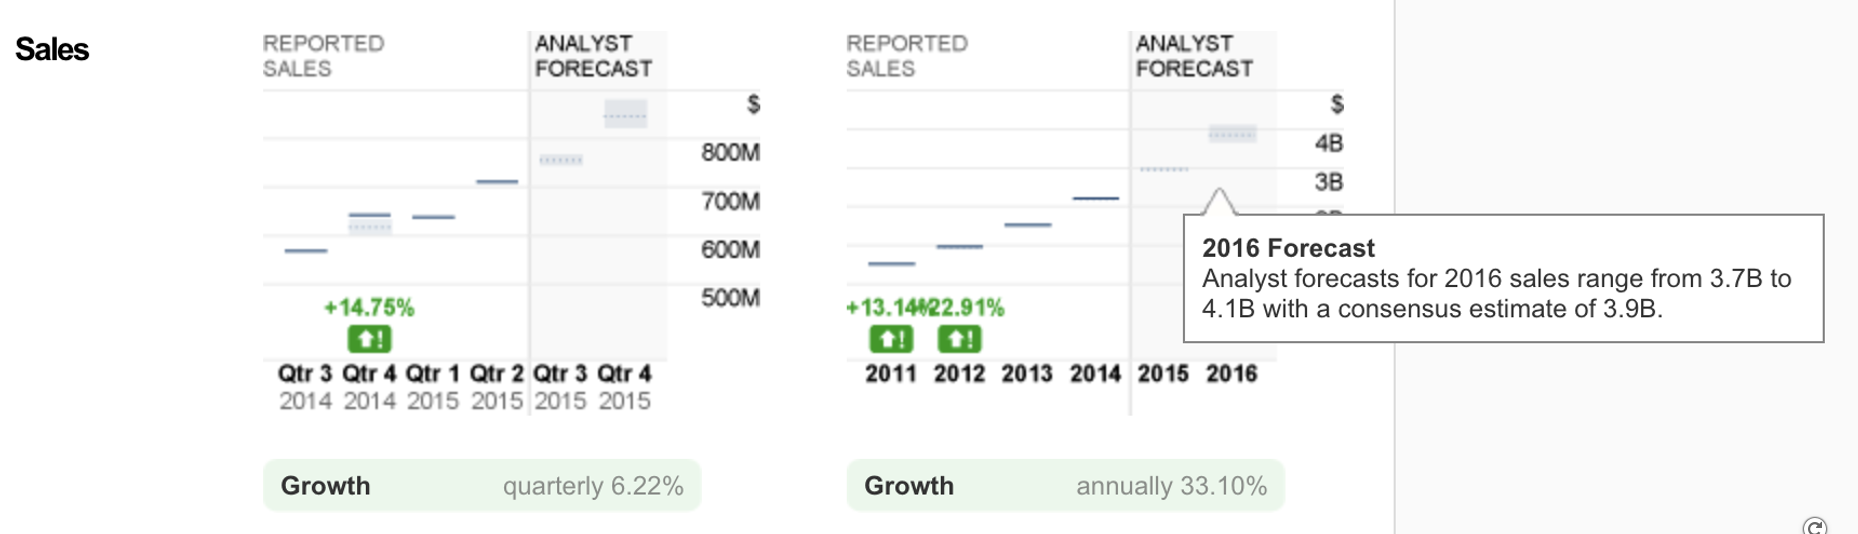 Sales
REPORTED
SALES
ANALYST
FORECAST
$
800M
700M
600M
500M
+14.75%
Qtr 3 Qtr 4 Qtr 1 Qtr 2 Qtr 3 Qtr 4
2014 2014 2015 2015 2015 2015
Growth quarterly 6.22%
REPORTED
SALES
ANALYST
FORECAST
$
4B
3B
2016 Forecast
Analyst forecasts for 2016 sales range from 3.7B to
4.1B with a consensus estimate of 3.9B.
+13.14% +22.91%
2011 2012 2013 2014 2015 2016
Growth annually 33.10%